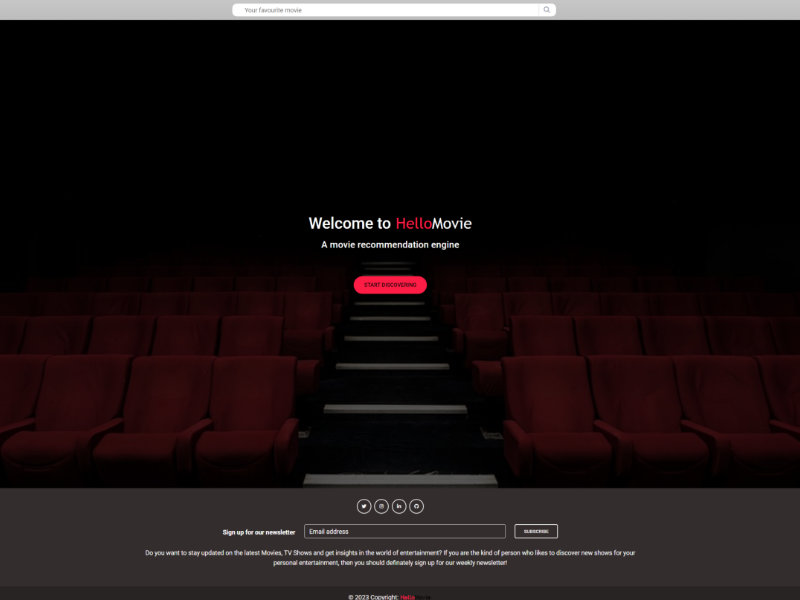 Your favourite movie
Welcome to HelloMovie
A movie recommendation engine
START DISCOVERING
Sign up for our newsletter
Email address
SUBSCRIBE
Do you want to stay updated on the latest Movies, TV Shows and get insights in the world of entertainment? If you are the kind of person who likes to discover new shows for your
personal entertainment, then you should definately sign up for our weekly newsletter!
© 2023 Copyright: HelloMovie